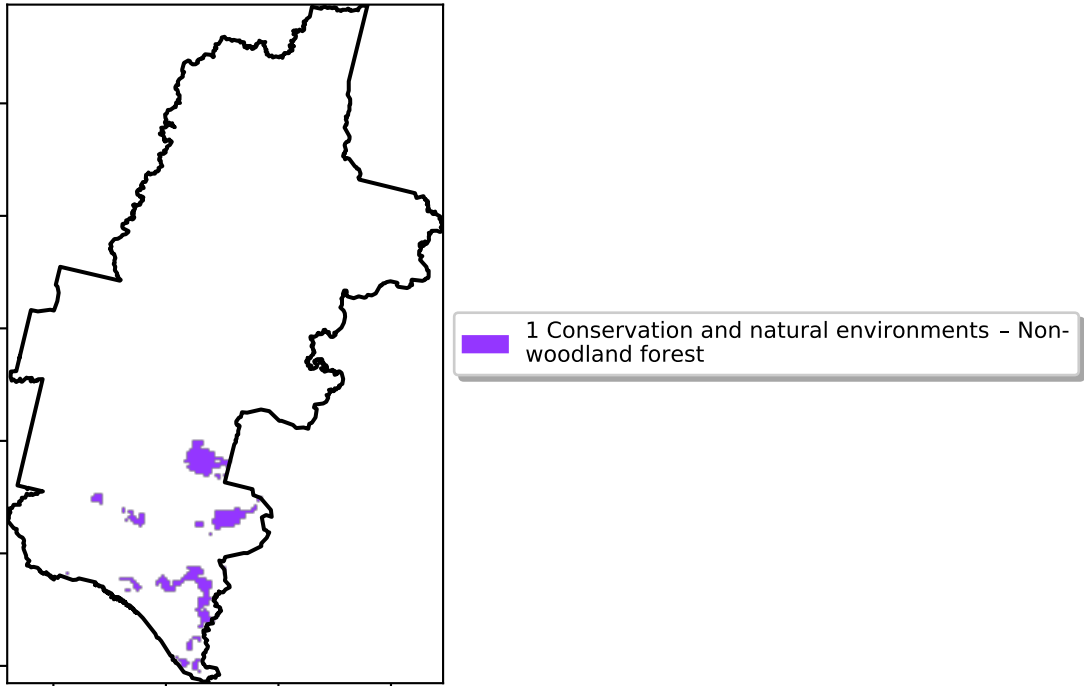 1 Conservation and natural environments – Non-
woodland forest